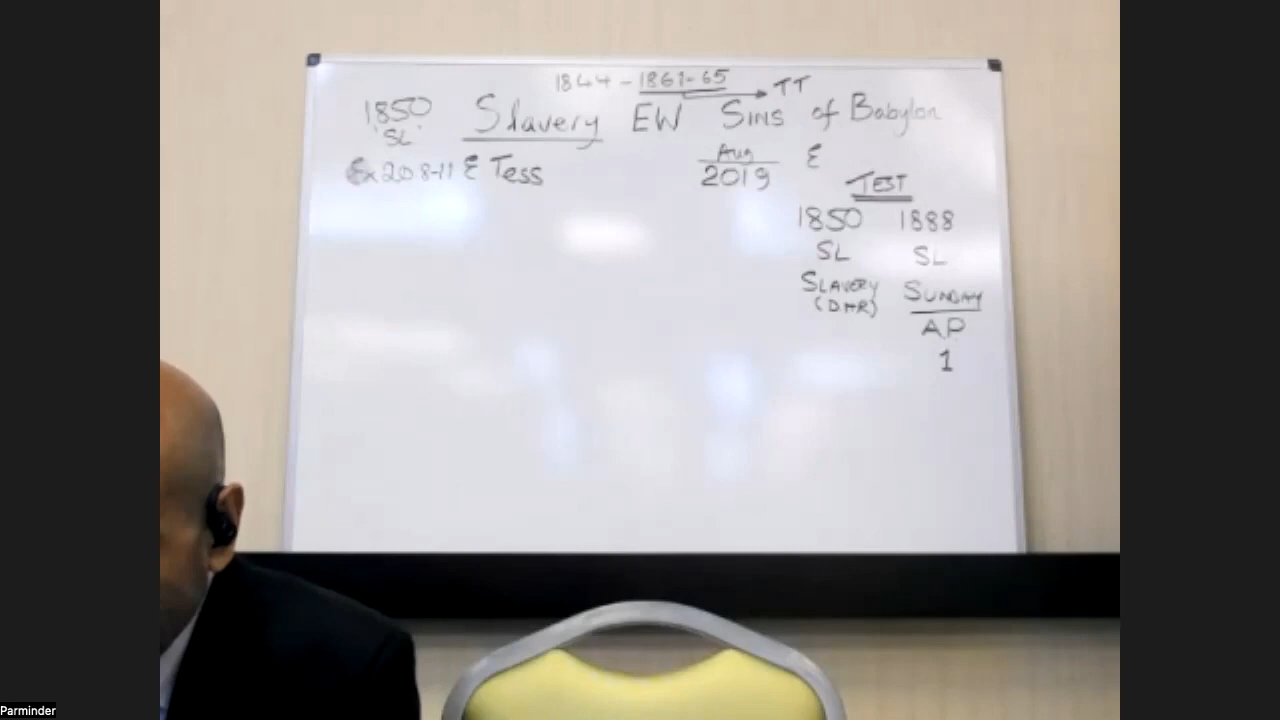 1844 - 1861-65 → TT
1850 Slavery EW Sins of Babylon
'SL'
Ex 20:8-11 E Tess Aug E
2019 TEST
1850 1888
SL SL
SLAVERY SUNDAY
(DHR) AP
1
Parminder